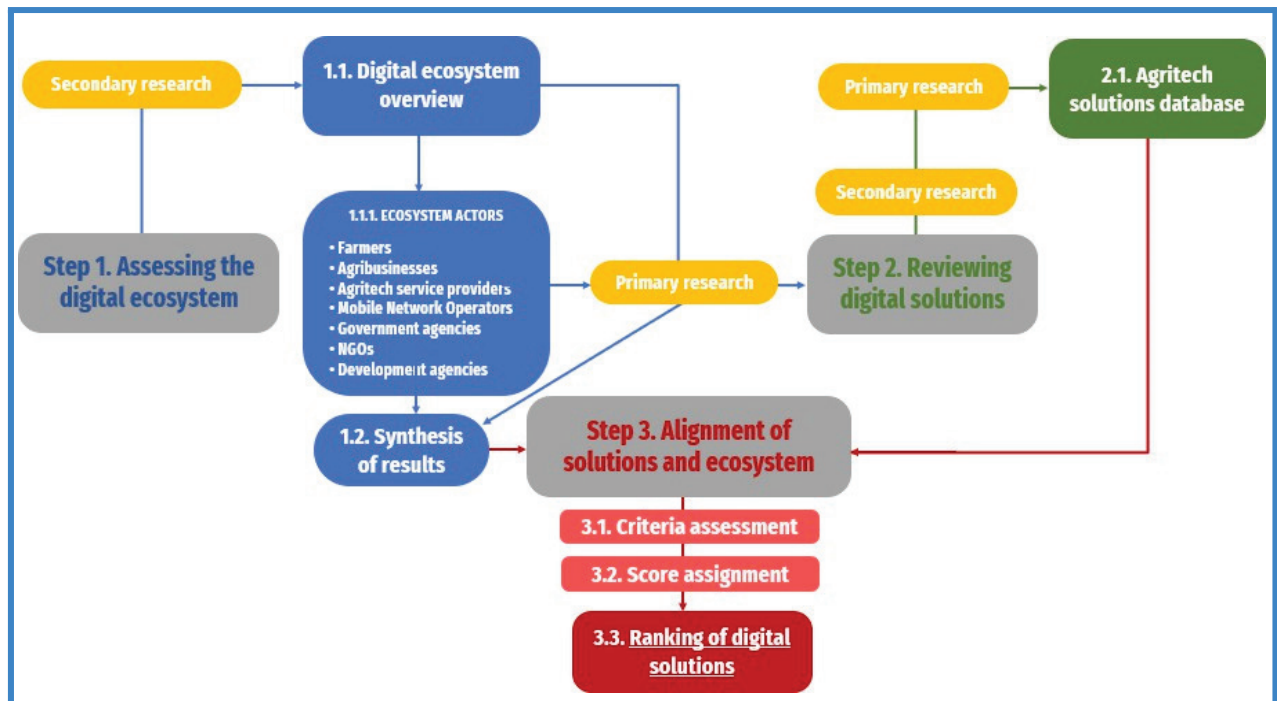 Secondary research
1.1. Digital ecosystem
overview
Step 1. Assessing the
digital ecosystem
1.1.1. ECOSYSTEM ACTORS
• Farmers
• Agribusinesses
• Agritech service providers
• Mobile Network Operators
• Government agencies
• NGOs
• Development agencies
Primary research
1.2. Synthesis
of results
Primary research
2.1. Agritech
solutions database
Secondary research
Step 2. Reviewing
digital solutions
Step 3. Alignment of
solutions and ecosystem
3.1. Criteria assessment
3.2. Score assignment
3.3. Ranking of digital
solutions